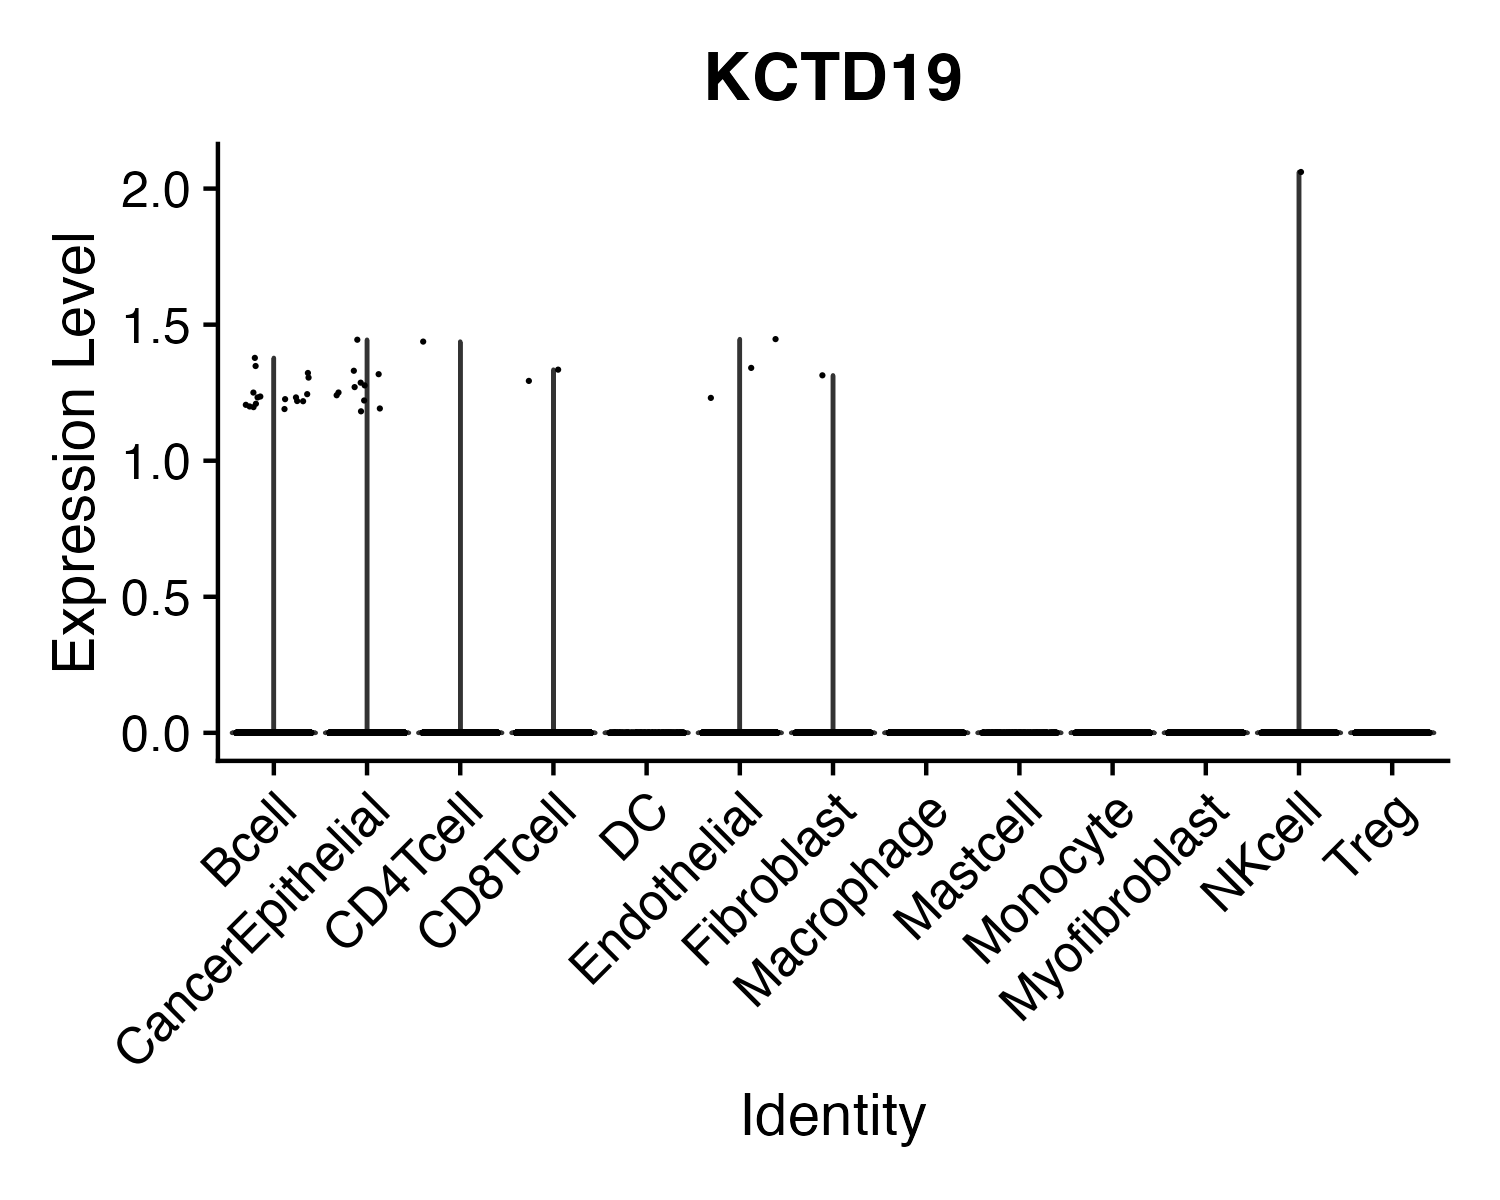 KCTD19
Expression Level
2.0
1.5
1.0
0.5
0.0
Bcell
CancerEpithelial
CD4Tcell
CD8Tcell
DC
Endothelial
Fibroblast
Macrophage
Mastcell
Monocyte
Myofibroblast
NKcell
Treg
Identity